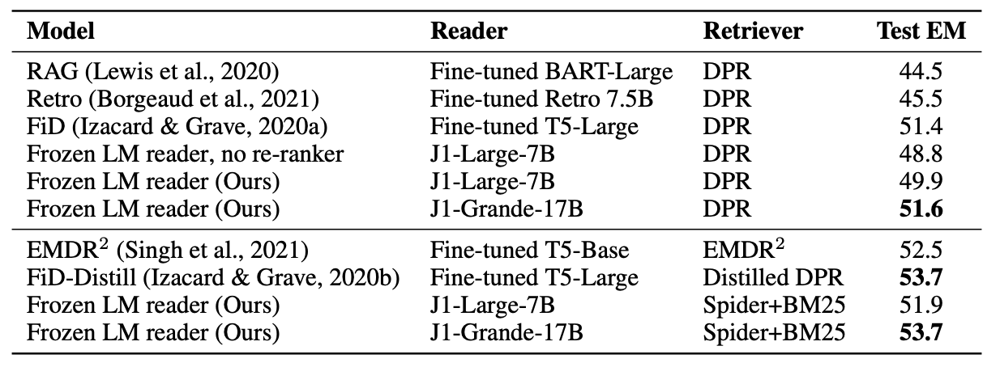 Model Reader Retriever Test EM
RAG (Lewis et al., 2020) Fine-tuned BART-Large DPR 44.5
Retro (Borgeaud et al., 2021) Fine-tuned Retro 7.5B DPR 45.5
FiD (Izacard & Grave, 2020a) Fine-tuned T5-Large DPR 51.4
Frozen LM reader, no re-ranker J1-Large-7B DPR 48.8
Frozen LM reader (Ours) J1-Large-7B DPR 49.9
Frozen LM reader (Ours) J1-Grande-17B DPR 51.6
EMDR² (Singh et al., 2021) Fine-tuned T5-Base EMDR² 52.5
FiD-Distill (Izacard & Grave, 2020b) Fine-tuned T5-Large Distilled DPR 53.7
Frozen LM reader (Ours) J1-Large-7B Spider+BM25 51.9
Frozen LM reader (Ours) J1-Grande-17B Spider+BM25 53.7